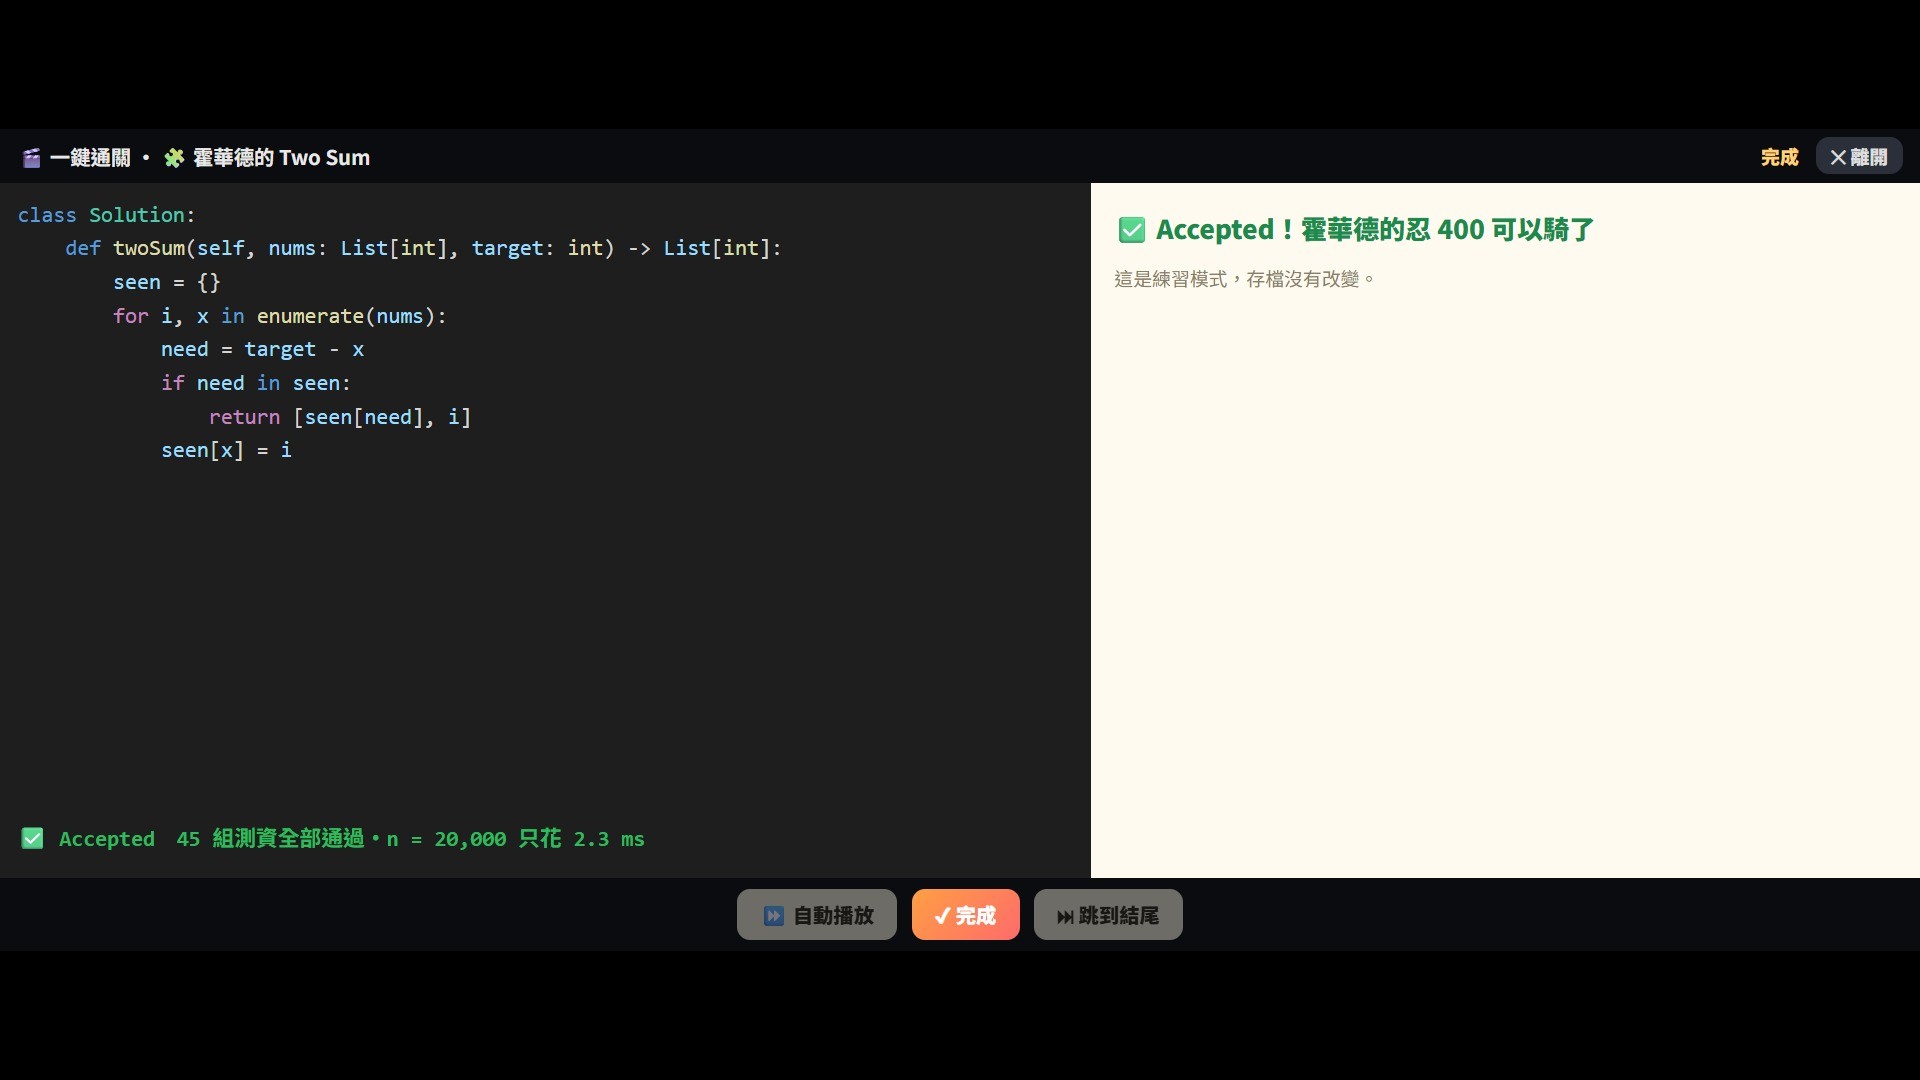 🎬 一鍵通關 · 🧩 霍華德的 Two Sum
完成
✕ 離開
class Solution:
    def twoSum(self, nums: List[int], target: int) -> List[int]:
        seen = {}
        for i, x in enumerate(nums):
            need = target - x
            if need in seen:
                return [seen[need], i]
            seen[x] = i
✅ Accepted 45 組測資全部通過·n = 20,000 只花 2.3 ms
✅ Accepted！霍華德的忍 400 可以騎了
這是練習模式，存檔沒有改變。
⏩ 自動播放
✓ 完成
⏭ 跳到結尾